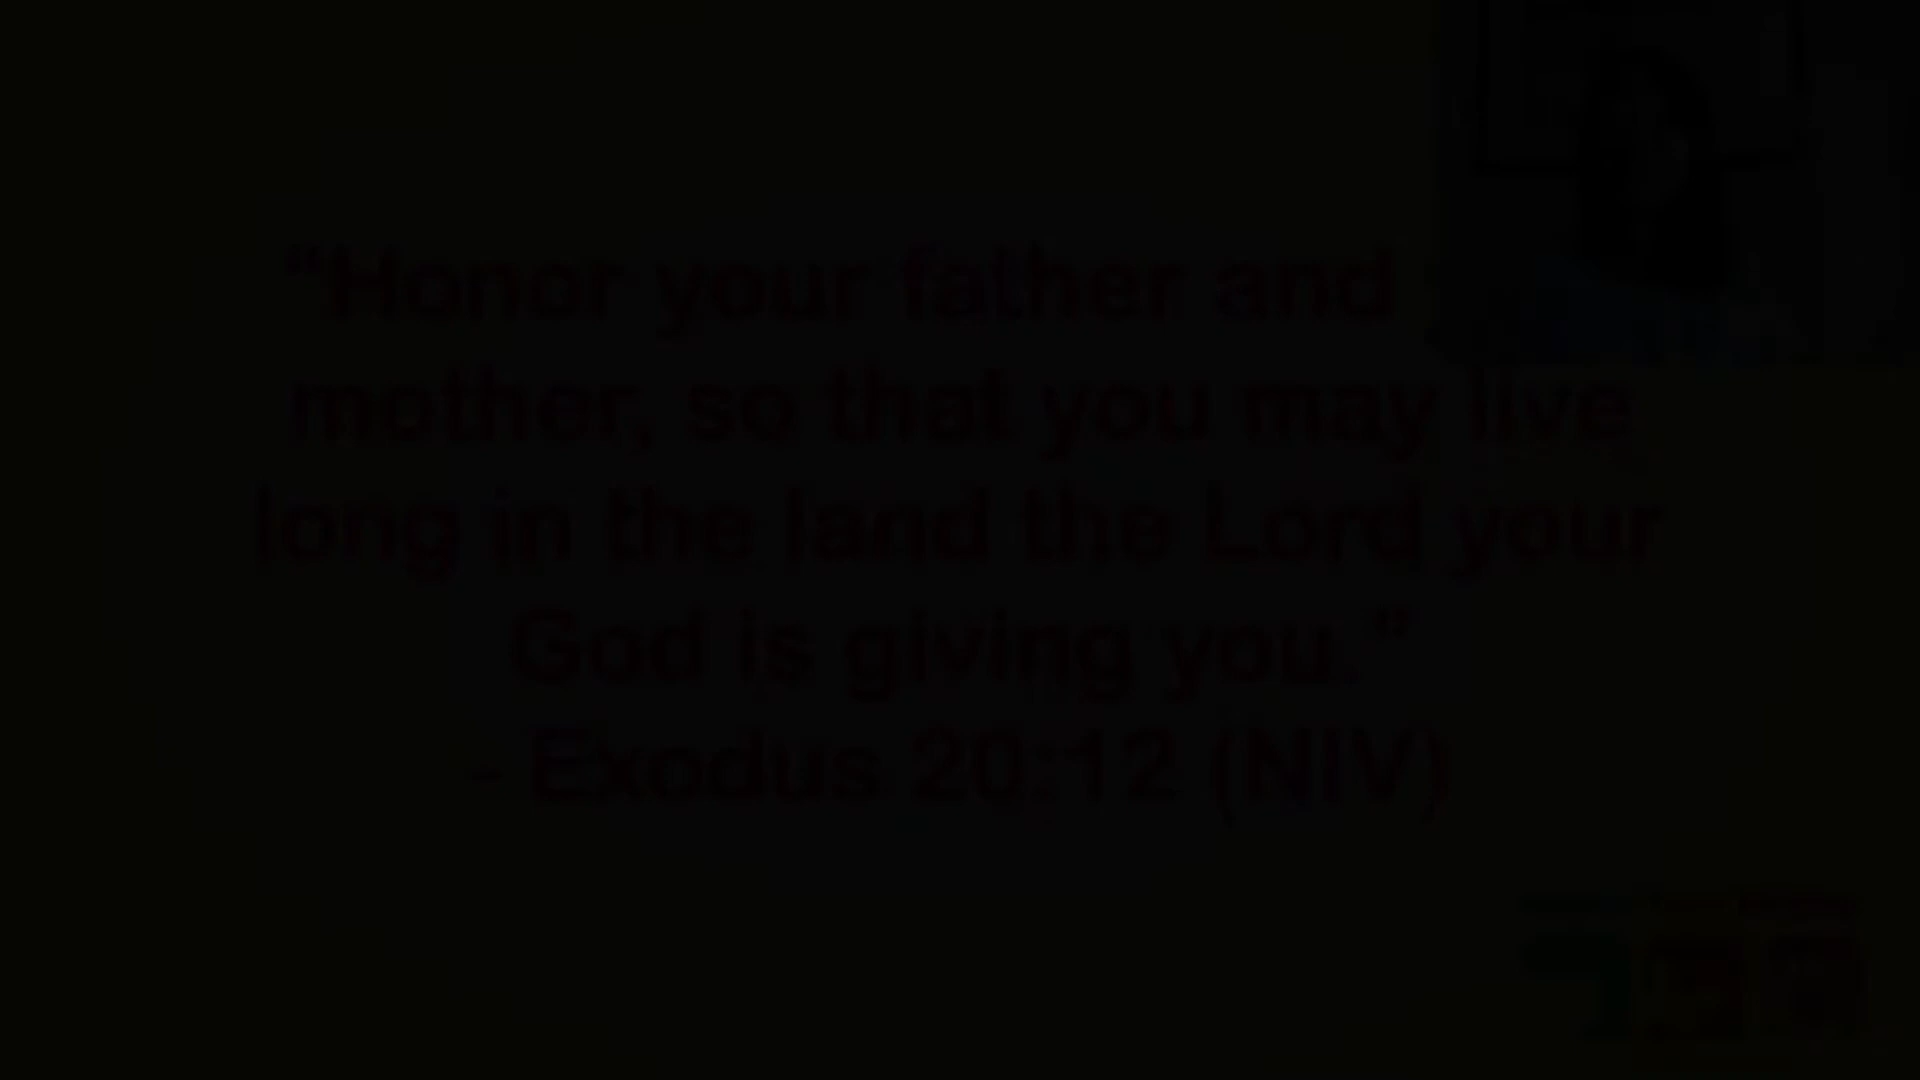 “Honor your father and
mother, so that you may live
long in the land the Lord your
God is giving you.”
- Exodus 20:12 (NIV)